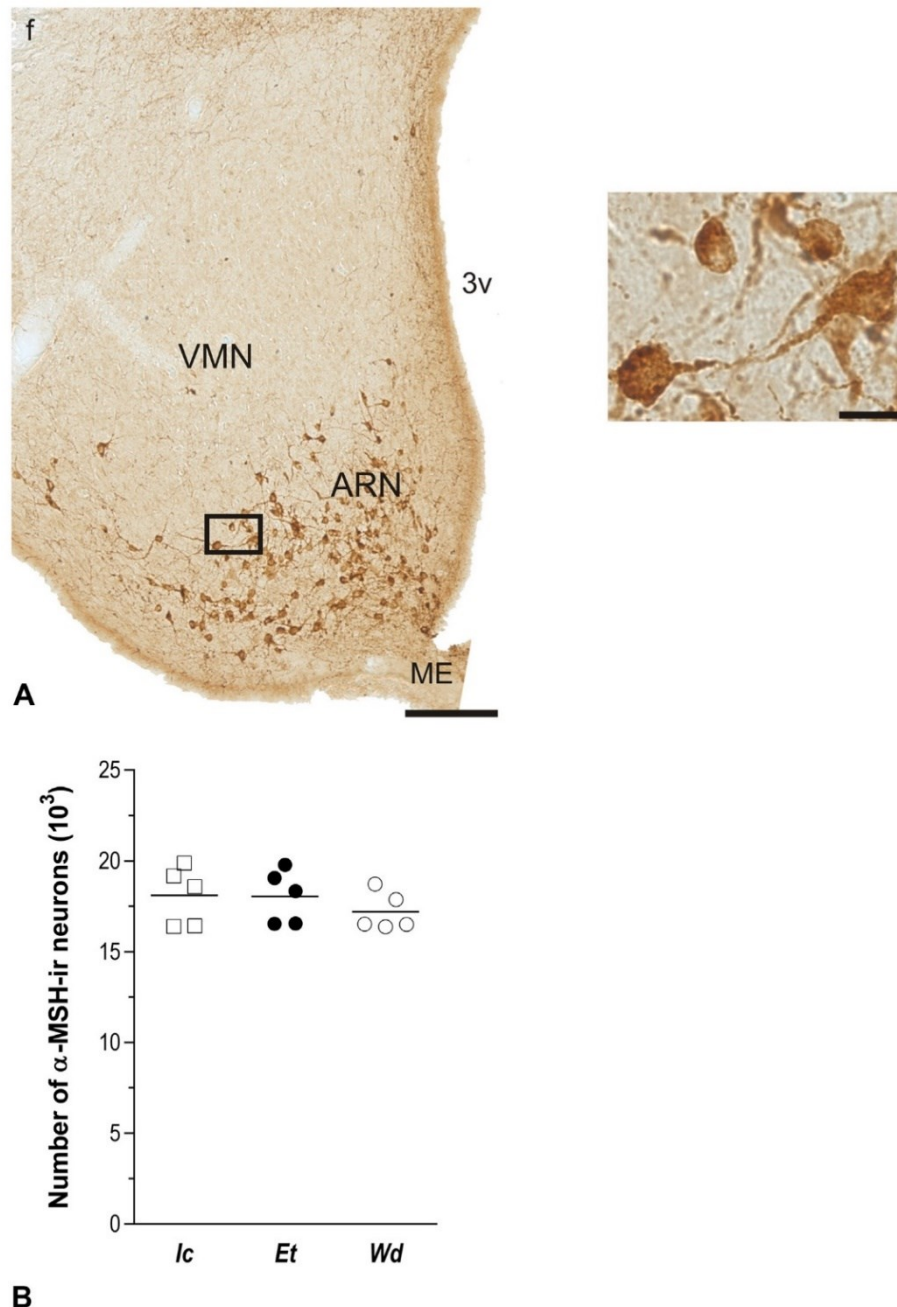 f
3v
VMN
ARN
ME
A
Number of α-MSH-ir neurons (10³)
25
20
15
10
5
0
Ic
Et
Wd
B